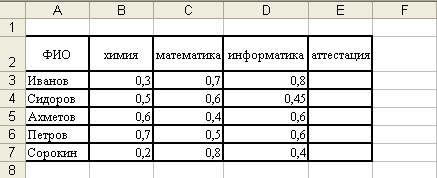 A B C D E F
1
2 ФИО химия математика информатика аттестация
3 Иванов 0,3 0,7 0,8
4 Сидоров 0,5 0,6 0,45
5 Ахметов 0,6 0,4 0,6
6 Петров 0,7 0,5 0,6
7 Сорокин 0,2 0,8 0,4
8